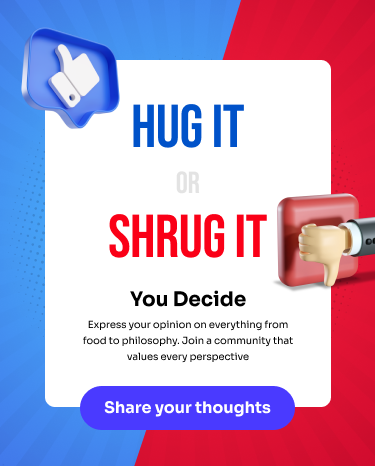 HUG IT
OR
SHRUG IT
You Decide
Express your opinion on everything from
food to philosophy. Join a community that
values every perspective
Share your thoughts